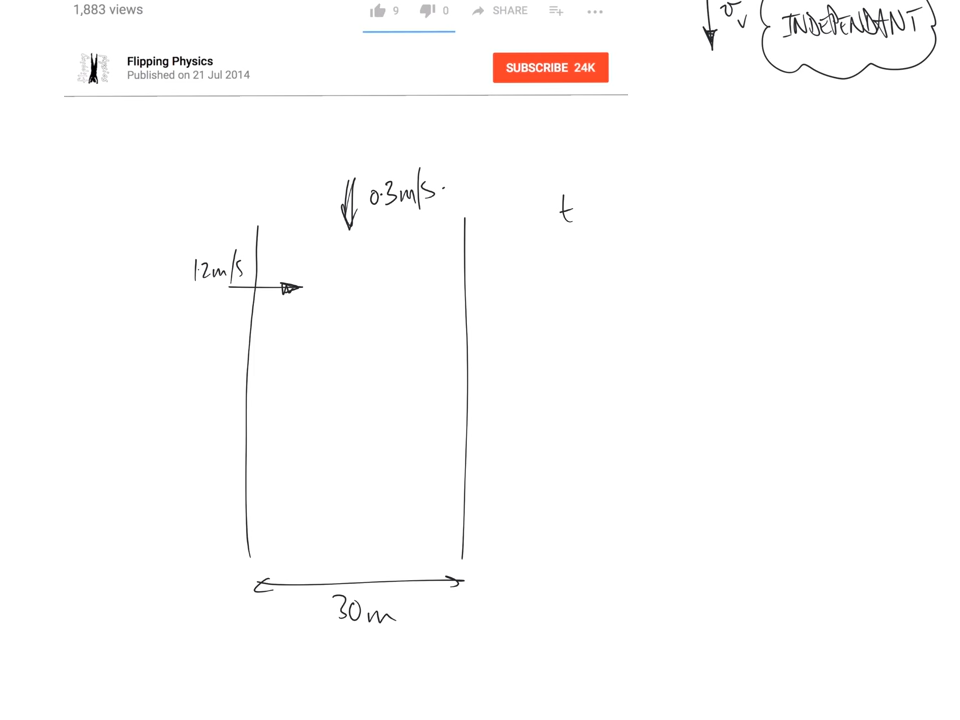 1,883 views
9
0
SHARE
v v
INDEPENDANT
Flipping Physics
Published on 21 Jul 2014
SUBSCRIBE 24K
0.3m/s.
t
1.2m/s
30m